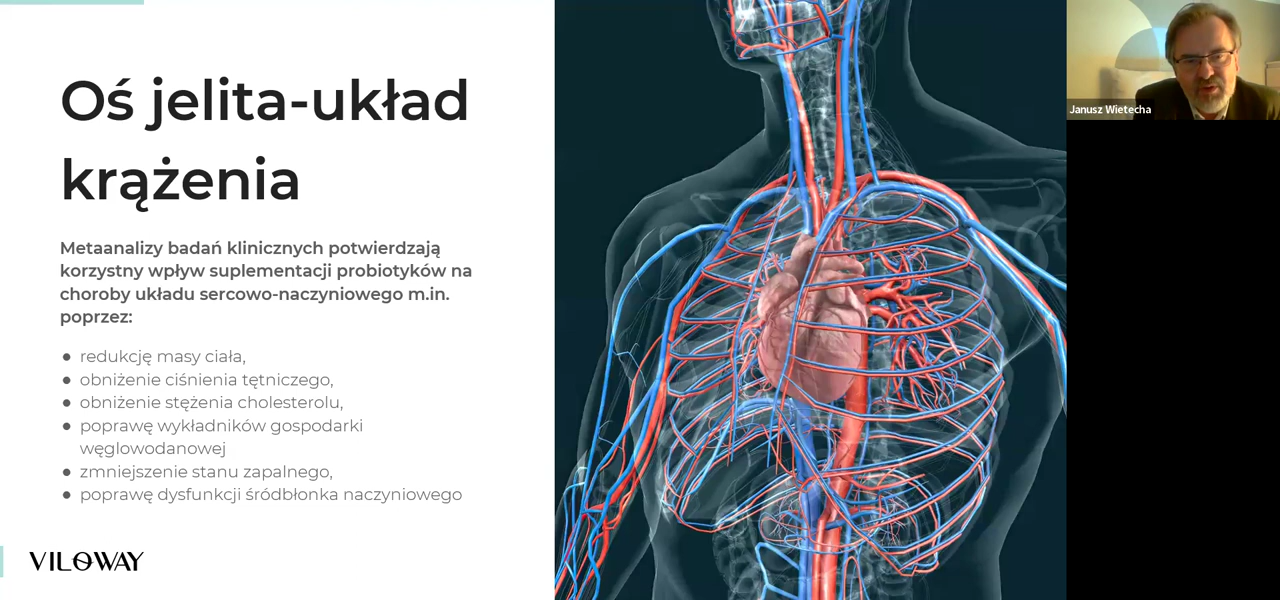 Oś jelita-układ
krążenia
Metaanalizy badań klinicznych potwierdzają
korzystny wpływ suplementacji probiotyków na
choroby układu sercowo-naczyniowego m.in.
poprzez:
● redukcję masy ciała,
● obniżenie ciśnienia tętniczego,
● obniżenie stężenia cholesterolu,
● poprawę wykładników gospodarki
węglowodanowej
● zmniejszenie stanu zapalnego,
● poprawę dysfunkcji śródbłonka naczyniowego
VILOWAY
Janusz Wietecha